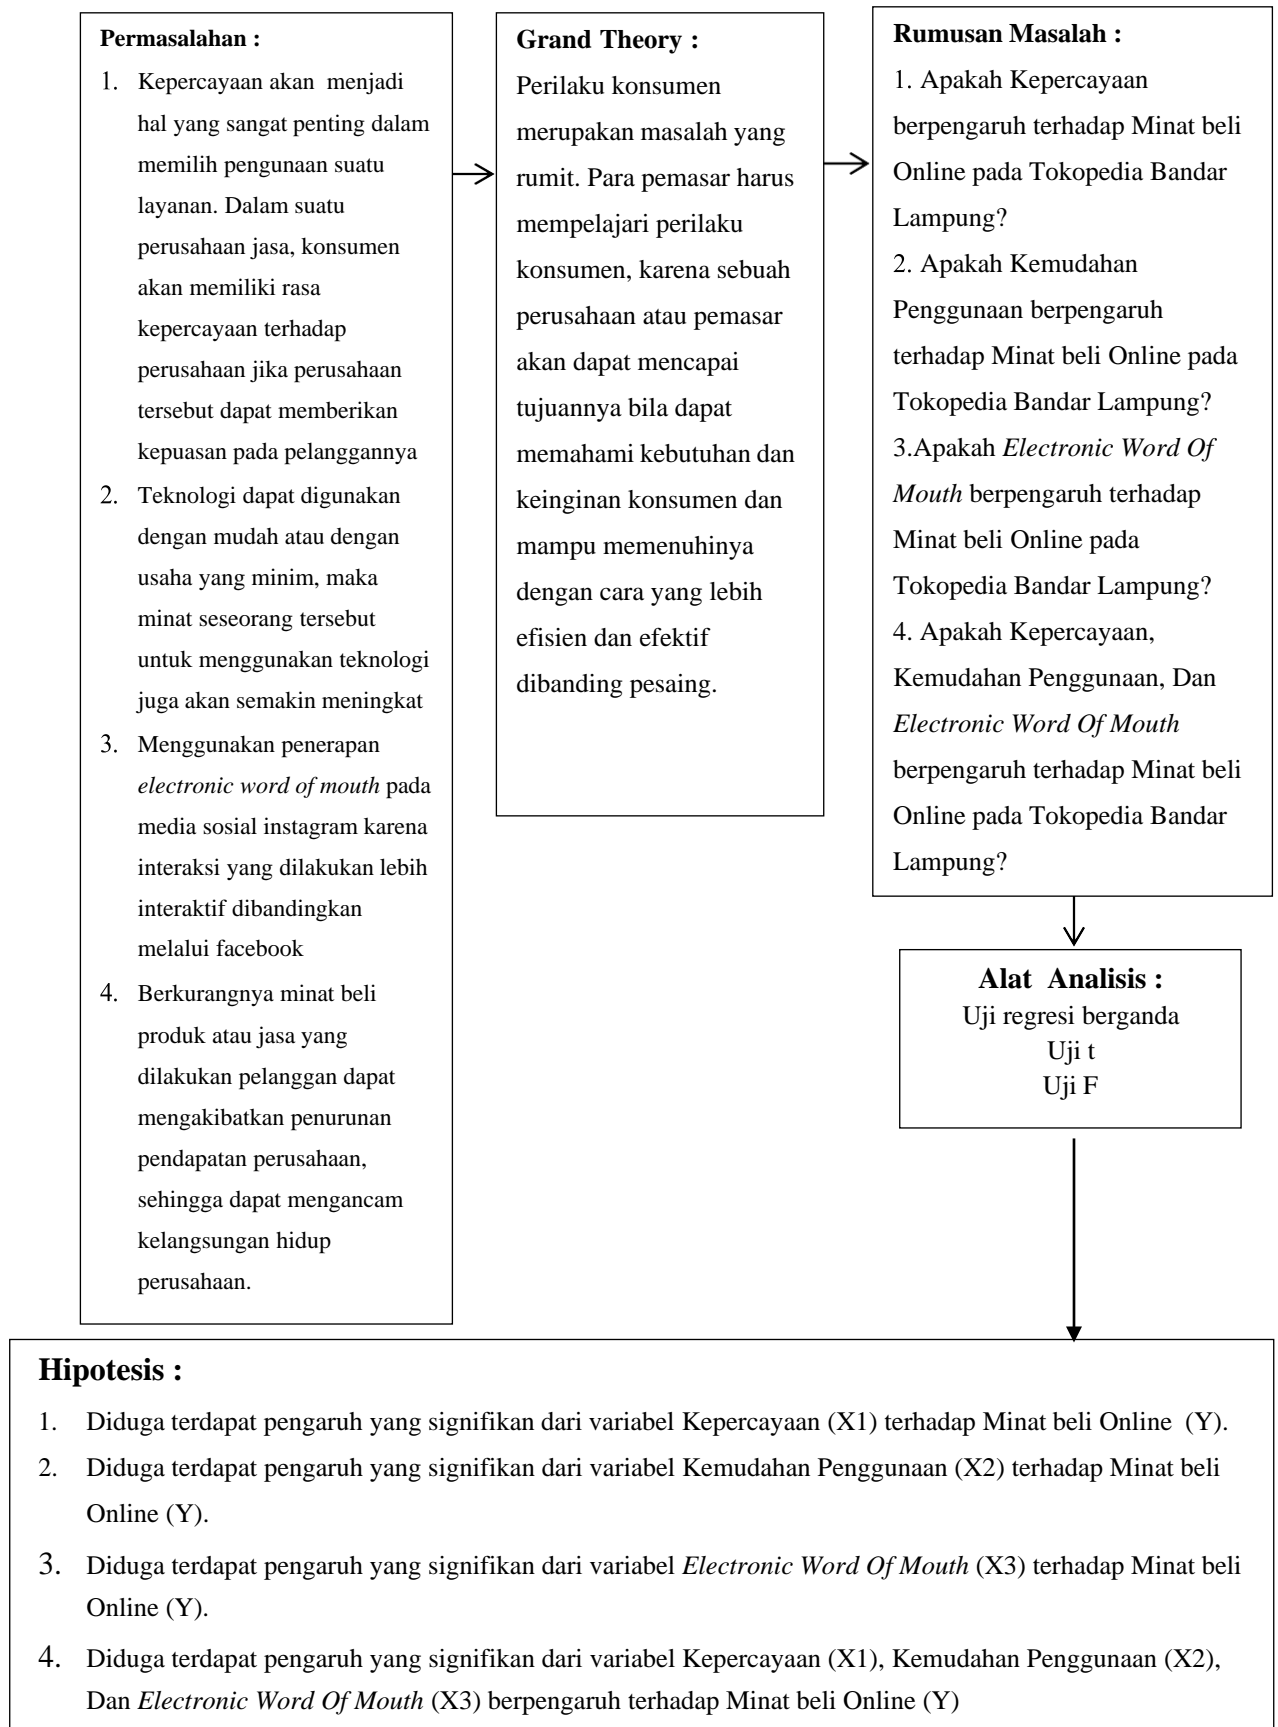 Permasalahan :
1. Kepercayaan akan menjadi
hal yang sangat penting dalam
memilih pengunaan suatu
layanan. Dalam suatu
perusahaan jasa, konsumen
akan memiliki rasa
kepercayaan terhadap
perusahaan jika perusahaan
tersebut dapat memberikan
kepuasan pada pelanggannya
2. Teknologi dapat digunakan
dengan mudah atau dengan
usaha yang minim, maka
minat seseorang tersebut
untuk menggunakan teknologi
juga akan semakin meningkat
3. Menggunakan penerapan
electronic word of mouth pada
media sosial instagram karena
interaksi yang dilakukan lebih
interaktif dibandingkan
melalui facebook
4. Berkurangnya minat beli
produk atau jasa yang
dilakukan pelanggan dapat
mengakibatkan penurunan
pendapatan perusahaan,
sehingga dapat mengancam
kelangsungan hidup
perusahaan.
Grand Theory :
Perilaku konsumen
merupakan masalah yang
rumit. Para pemasar harus
mempelajari perilaku
konsumen, karena sebuah
perusahaan atau pemasar
akan dapat mencapai
tujuannya bila dapat
memahami kebutuhan dan
keinginan konsumen dan
mampu memenuhinya
dengan cara yang lebih
efisien dan efektif
dibanding pesaing.
Rumusan Masalah :
1. Apakah Kepercayaan
berpengaruh terhadap Minat beli
Online pada Tokopedia Bandar
Lampung?
2. Apakah Kemudahan
Penggunaan berpengaruh
terhadap Minat beli Online pada
Tokopedia Bandar Lampung?
3.Apakah Electronic Word Of
Mouth berpengaruh terhadap
Minat beli Online pada
Tokopedia Bandar Lampung?
4. Apakah Kepercayaan,
Kemudahan Penggunaan, Dan
Electronic Word Of Mouth
berpengaruh terhadap Minat beli
Online pada Tokopedia Bandar
Lampung?
Alat Analisis :
Uji regresi berganda
Uji t
Uji F
Hipotesis :
1. Diduga terdapat pengaruh yang signifikan dari variabel Kepercayaan (X1) terhadap Minat beli Online (Y).
2. Diduga terdapat pengaruh yang signifikan dari variabel Kemudahan Penggunaan (X2) terhadap Minat beli
Online (Y).
3. Diduga terdapat pengaruh yang signifikan dari variabel Electronic Word Of Mouth (X3) terhadap Minat beli
Online (Y).
4. Diduga terdapat pengaruh yang signifikan dari variabel Kepercayaan (X1), Kemudahan Penggunaan (X2),
Dan Electronic Word Of Mouth (X3) berpengaruh terhadap Minat beli Online (Y)